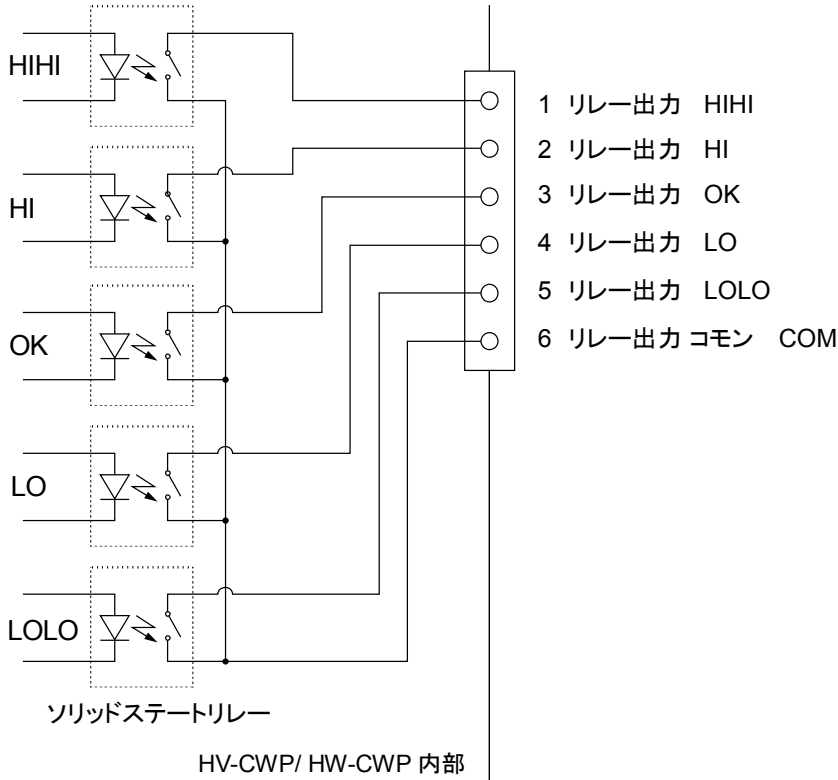 HIHI
HI
OK
LO
LOLO
1 リレー出力 HIHI
2 リレー出力 HI
3 リレー出力 OK
4 リレー出力 LO
5 リレー出力 LOLO
6 リレー出力 コモン COM
ソリッドステートリレー
HV-CWP/ HW-CWP 内部